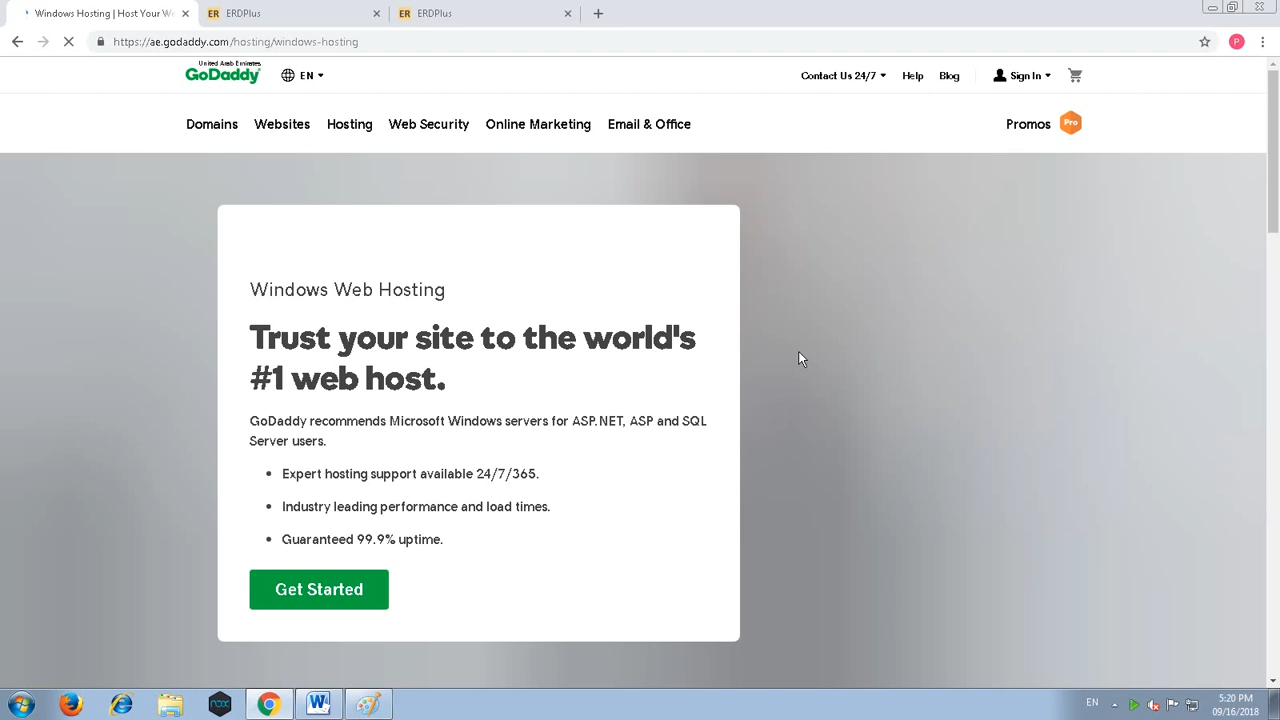 Windows Hosting | Host Your We
ERDPlus
ERDPlus
https://ae.godaddy.com/hosting/windows-hosting
P
United Arab Emirates
GoDaddy
EN
Contact Us 24/7
Help
Blog
Sign In
Domains
Websites
Hosting
Web Security
Online Marketing
Email & Office
Promos
Pro
Windows Web Hosting
Trust your site to the world's
#1 web host.
GoDaddy recommends Microsoft Windows servers for ASP.NET, ASP and SQL
Server users.
• Expert hosting support available 24/7/365.
• Industry leading performance and load times.
• Guaranteed 99.9% uptime.
Get Started
nox
EN
5:20 PM
09/16/2018